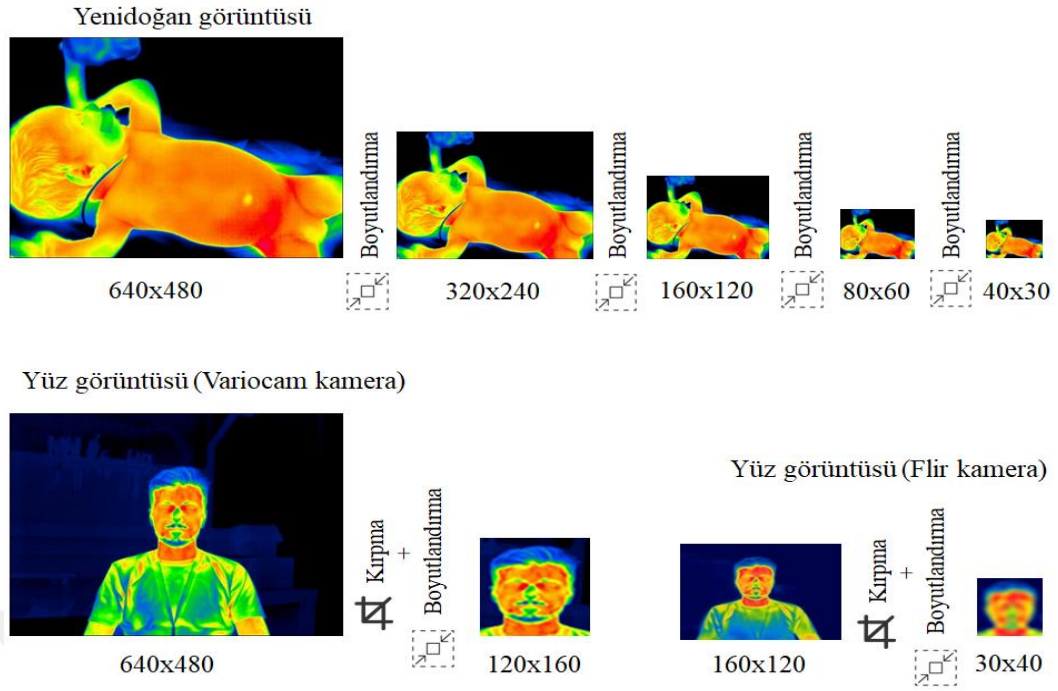 Yenidoğan görüntüsü
Boyutlandırma
Boyutlandırma
Boyutlandırma
Boyutlandırma
640x480
320x240
160x120
80x60
40x30
Yüz görüntüsü (Variocam kamera)
Yüz görüntüsü (Flir kamera)
Kırpma
+
Boyutlandırma
Kırpma
+
Boyutlandırma
640x480
120x160
160x120
30x40